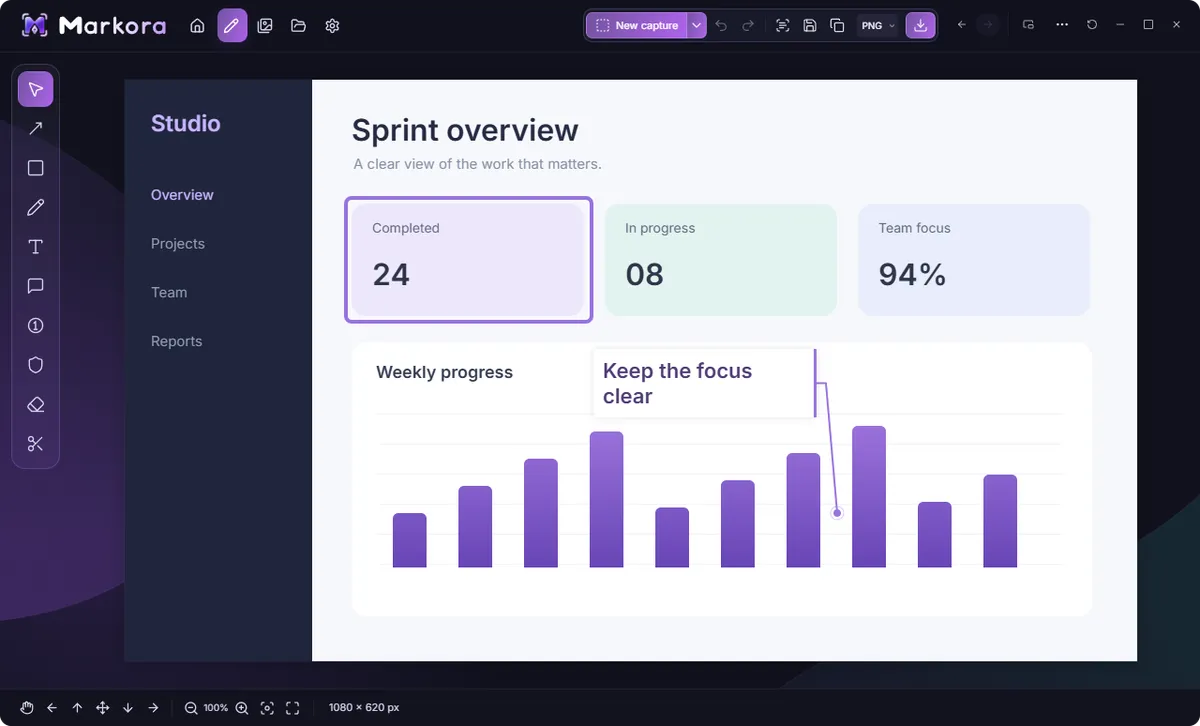 Markora
New capture
PNG
Studio
Overview
Projects
Team
Reports
Sprint overview
A clear view of the work that matters.
Completed
24
In progress
08
Team focus
94%
Weekly progress
Keep the focus
clear
1
100%
1080 × 620 px